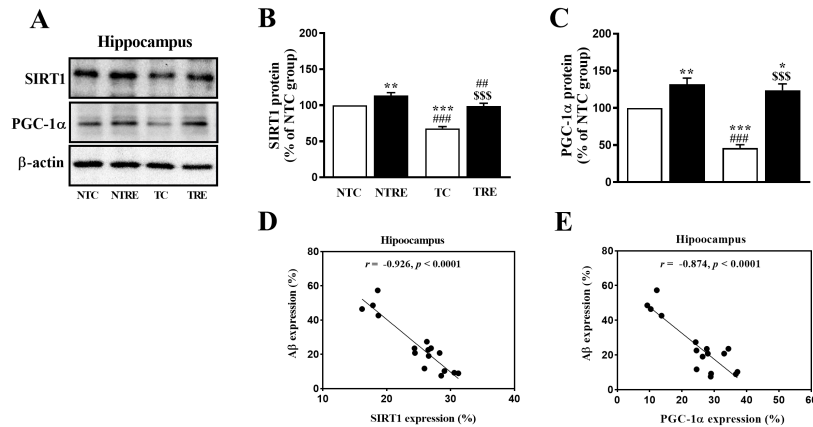 A
Hippocampus
SIRT1
PGC-1α
β-actin
NTC NTRE TC TRE
B
SIRT1 protein
(% of NTC group)
200
150
100
50
0
**
***
###
##
$$$
NTC NTRE TC TRE
C
PGC-1α protein
(% of NTC group)
200
150
100
50
0
**
***
###
*
$$$
D
Hipoocampus
r = -0.926, p < 0.0001
Aβ expression (%)
80
60
40
20
0
10 20 30 40
SIRT1 expression (%)
E
Hipoocampus
r = -0.874, p < 0.0001
Aβ expression (%)
80
60
40
20
0
0 10 20 30 40 50 60
PGC-1α expression (%)